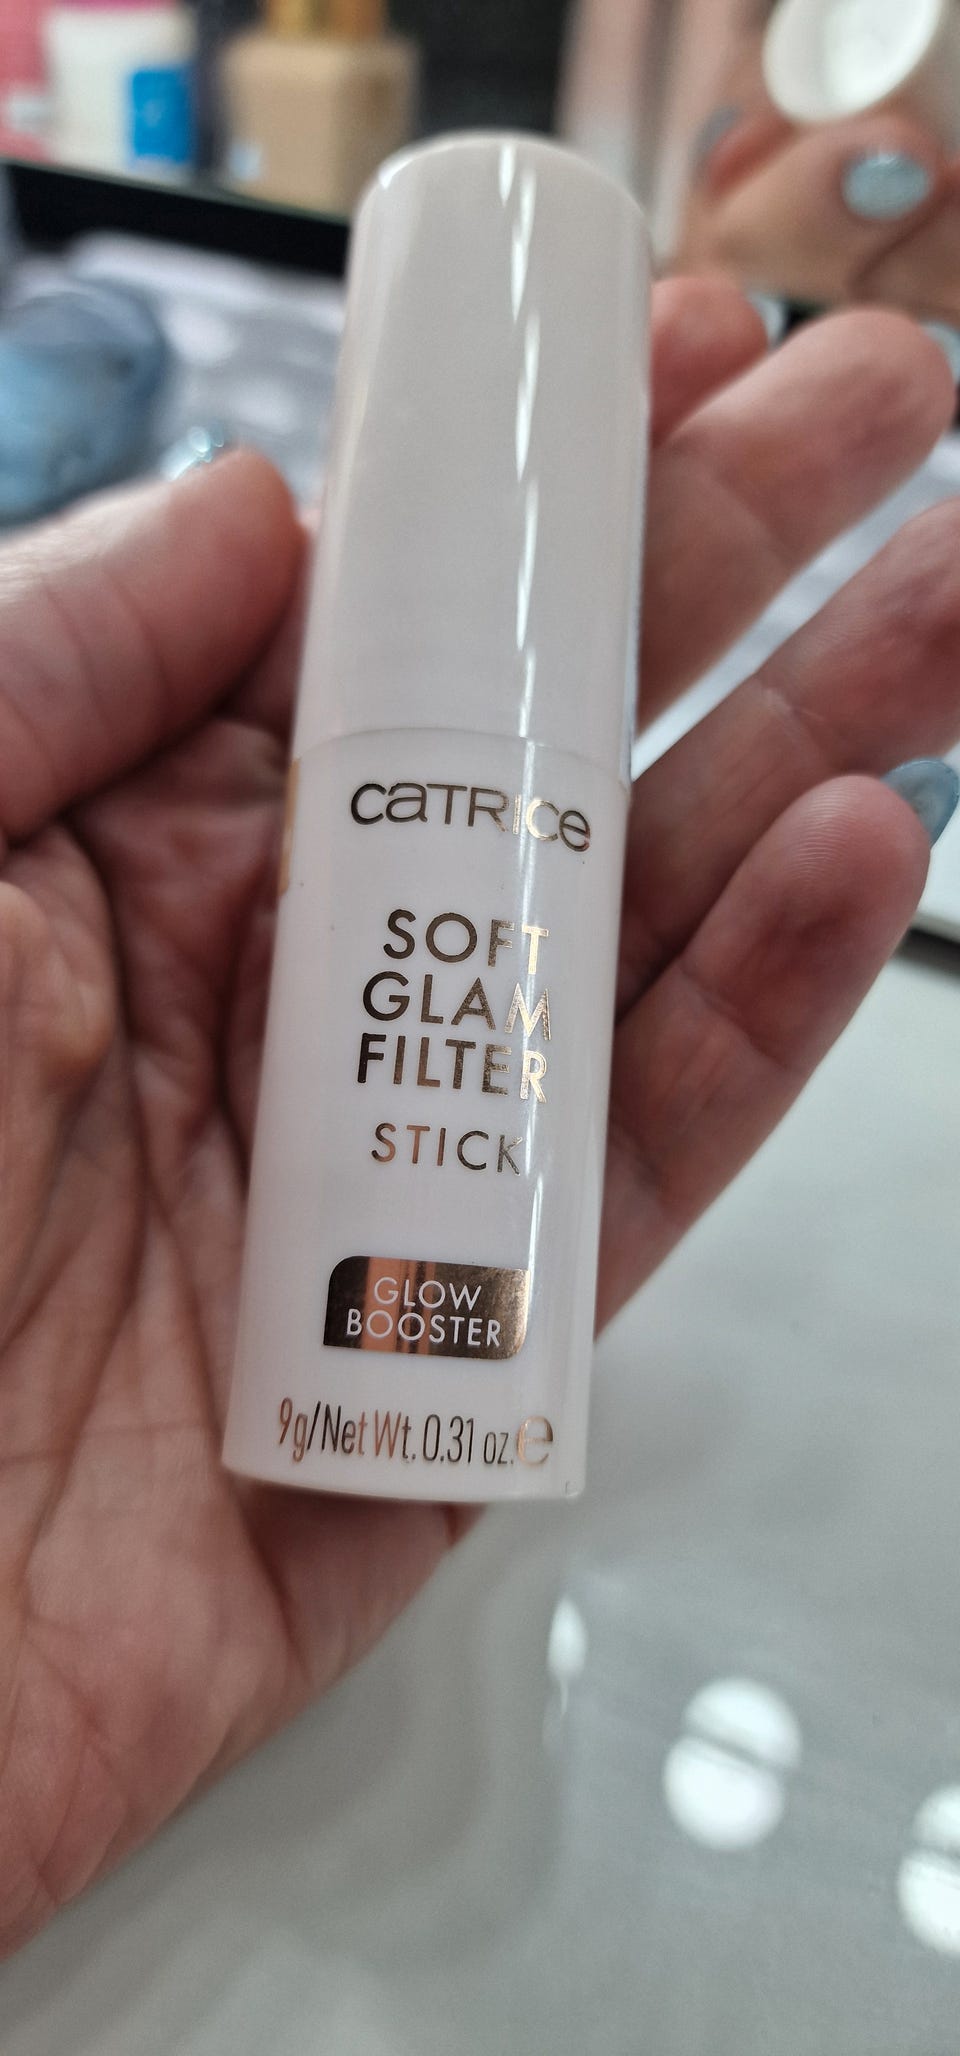 CATRICE
SOFT
GLAM
FILTER
STICK
GLOW
BOOSTER
9g/Net Wt. 0.31 oz. ℮